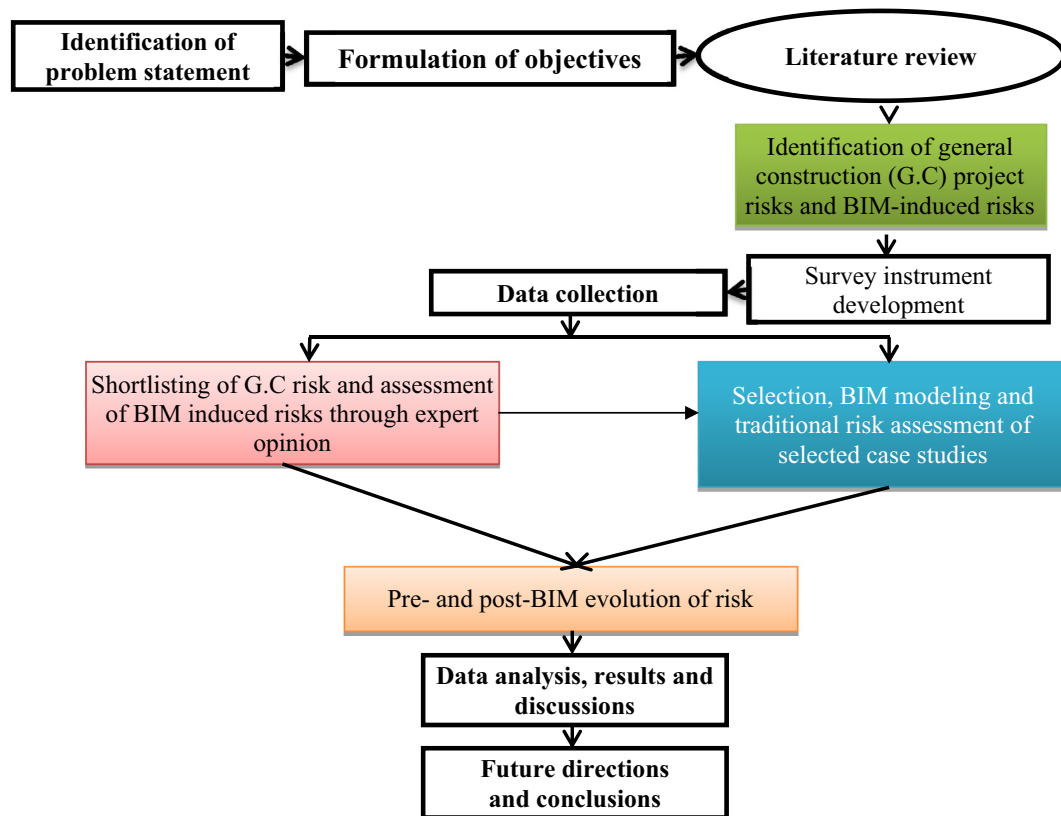 Identification of
problem statement
Formulation of objectives
Literature review
Identification of general
construction (G.C) project
risks and BIM-induced risks
Survey instrument
development
Data collection
Shortlisting of G.C risk and assessment
of BIM induced risks through expert
opinion
Selection, BIM modeling and
traditional risk assessment of
selected case studies
Pre- and post-BIM evolution of risk
Data analysis, results and
discussions
Future directions
and conclusions